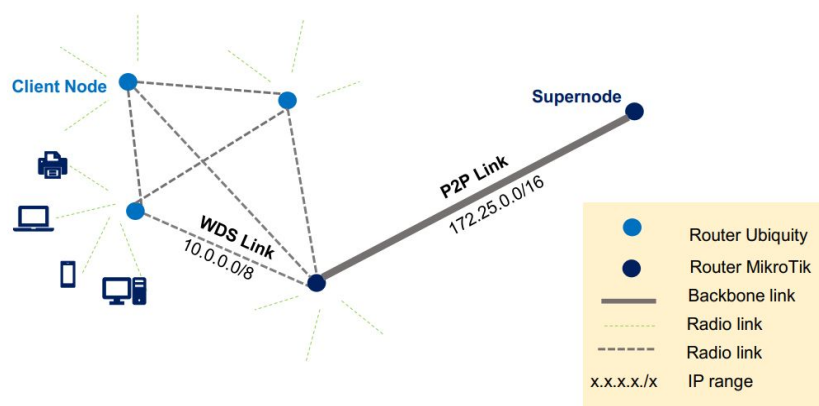 Client Node
Supernode
P2P Link
172.25.0.0/16
WDS Link
10.0.0.0/8
Router Ubiquity
Router MikroTik
Backbone link
Radio link
Radio link
x.x.x.x./x IP range